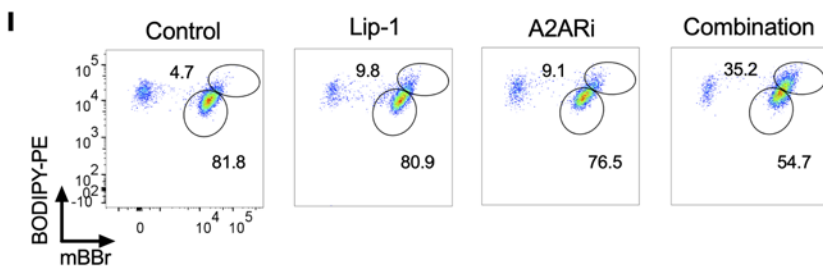 I
Control
Lip-1
A2ARi
Combination
4.7
9.8
9.1
35.2
81.8
80.9
76.5
54.7
BODIPY-PE
10^5
10^4
10^3
10^2
0
-10
0
10^4
10^5
mBBr